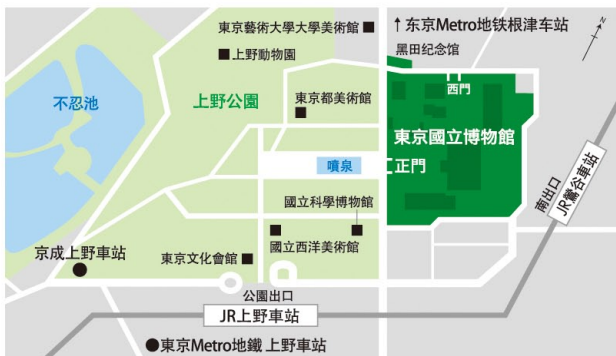 東京藝術大學大學美術館
上野動物園
↑东京Metro地铁根津车站
黑田纪念馆
N
西門
不忍池
上野公園
東京都美術館
東京國立博物館
正門
噴泉
南出口
JR鶯谷車站
國立科學博物館
京成上野車站
東京文化會館
國立西洋美術館
公園出口
JR上野車站
東京Metro地鐵 上野車站